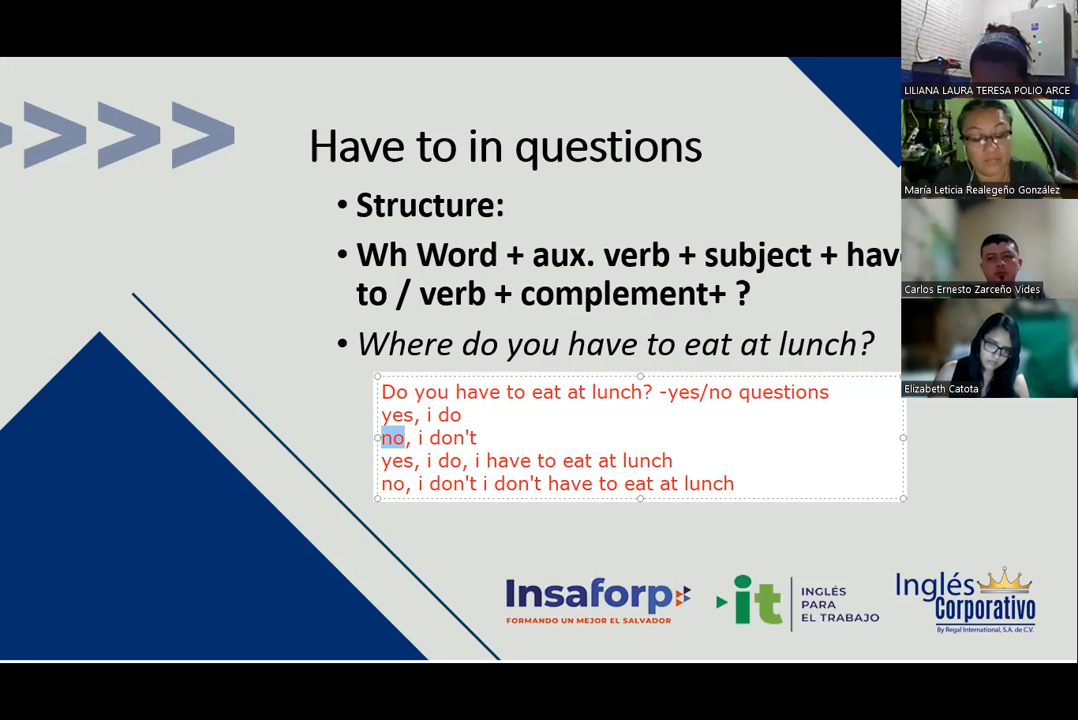 LILIANA LAURA TERESA POLIO ARCE
María Leticia Realegeño González
Carlos Ernesto Zarceño Vides
Elizabeth Catota
Have to in questions
• Structure:
• Wh Word + aux. verb + subject + hav
to / verb + complement+ ?
• Where do you have to eat at lunch?
Do you have to eat at lunch? -yes/no questions
yes, i do
no, i don't
yes, i do, i have to eat at lunch
no, i don't i don't have to eat at lunch
Insaforp
FORMANDO UN MEJOR EL SALVADOR
it
INGLÉS
PARA
EL TRABAJO
Inglés
Corporativo
By Regal International, S.A. de C.V.